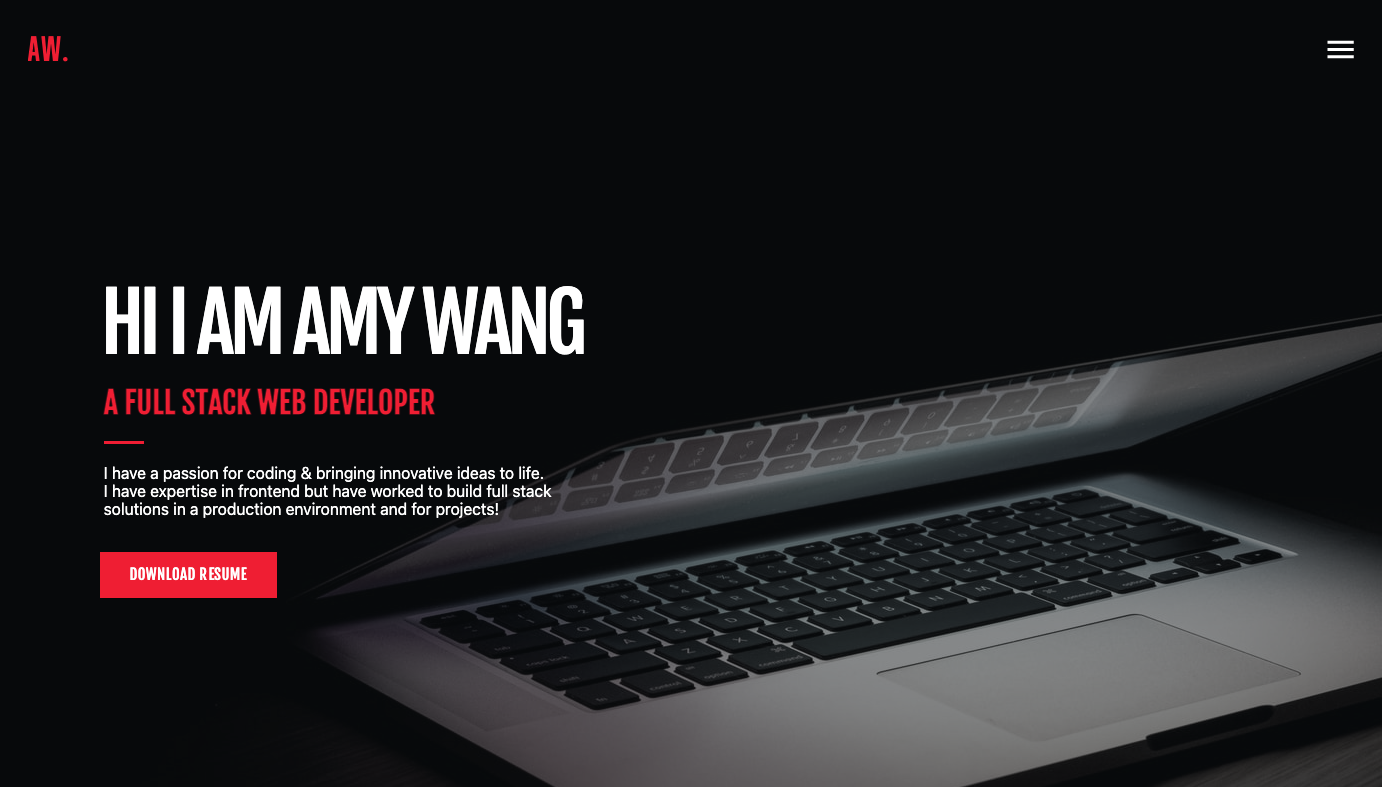 AW.
HI I AM AMY WANG
A FULL STACK WEB DEVELOPER
I have a passion for coding & bringing innovative ideas to life.
I have expertise in frontend but have worked to build full stack
solutions in a production environment and for projects!
DOWNLOAD RESUME